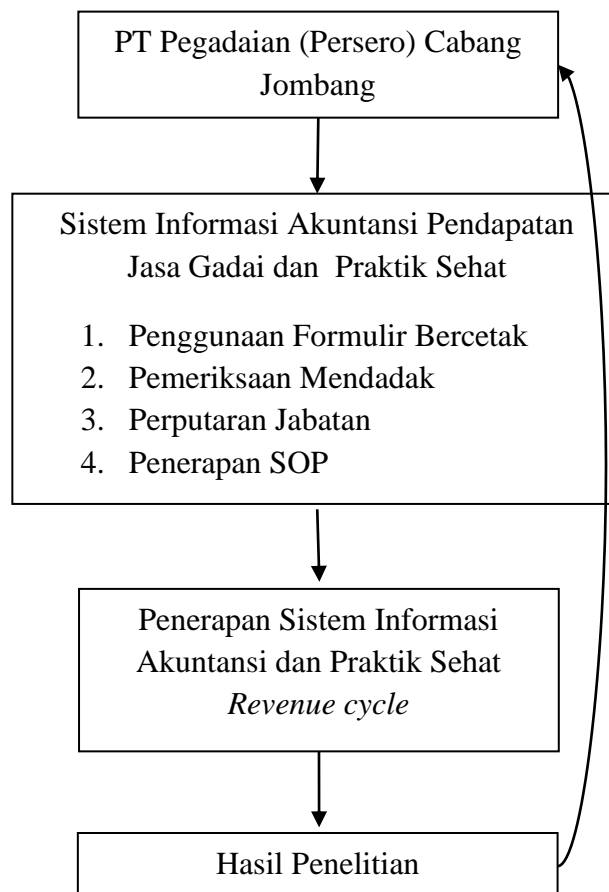 PT Pegadaian (Persero) Cabang
Jombang
Sistem Informasi Akuntansi Pendapatan
Jasa Gadai dan Praktik Sehat
1. Penggunaan Formulir Bercetak
2. Pemeriksaan Mendadak
3. Perputaran Jabatan
4. Penerapan SOP
Penerapan Sistem Informasi
Akuntansi dan Praktik Sehat
Revenue cycle
Hasil Penelitian